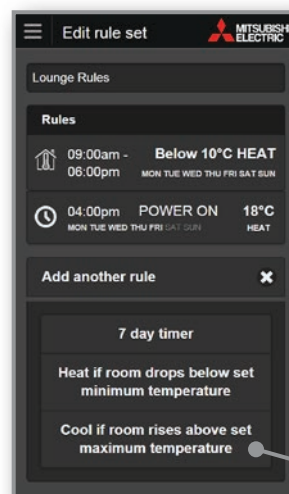 Edit rule set
MITSUBISHI
ELECTRIC
Lounge Rules
Rules
09:00am - Below 10°C HEAT
06:00pm MON TUE WED THU FRI SAT SUN
04:00pm POWER ON 18°C
MON TUE WED THU FRI SAT SUN HEAT
Add another rule
7 day timer
Heat if room drops below set
minimum temperature
Cool if room rises above set
maximum temperature